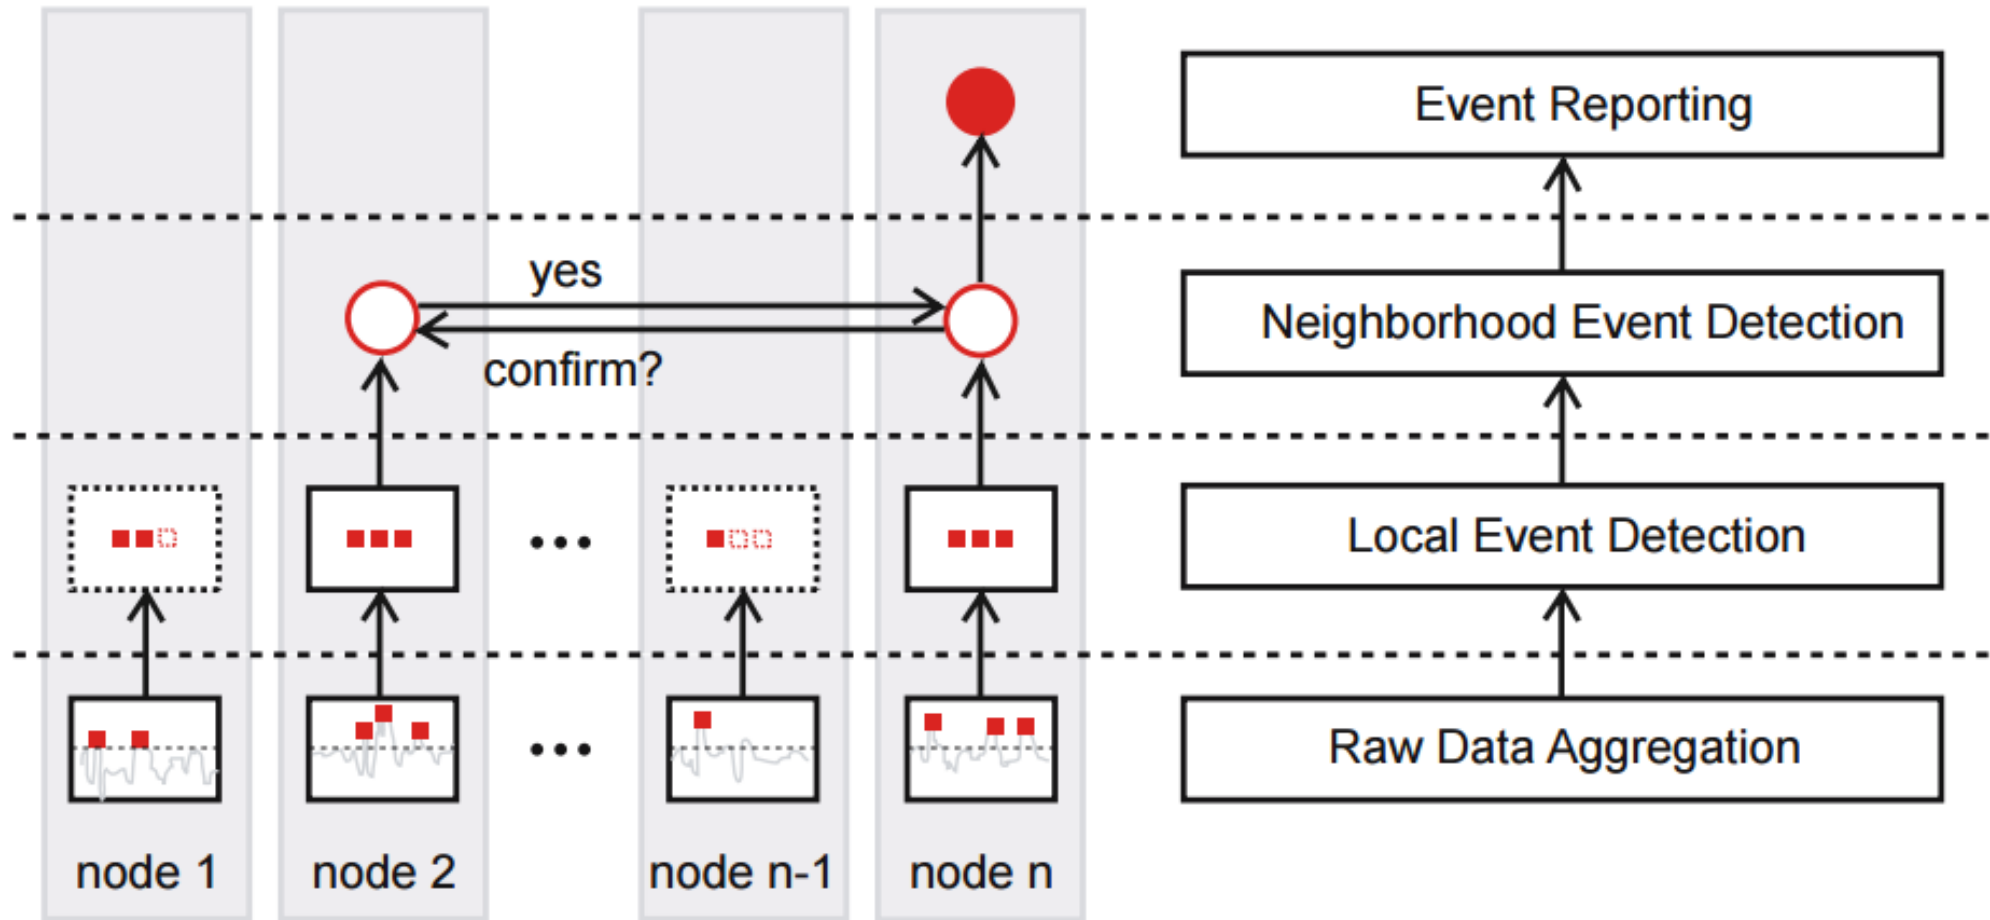 Event Reporting
yes
Neighborhood Event Detection
confirm?
Local Event Detection
Raw Data Aggregation
node 1
node 2
node n-1
node n